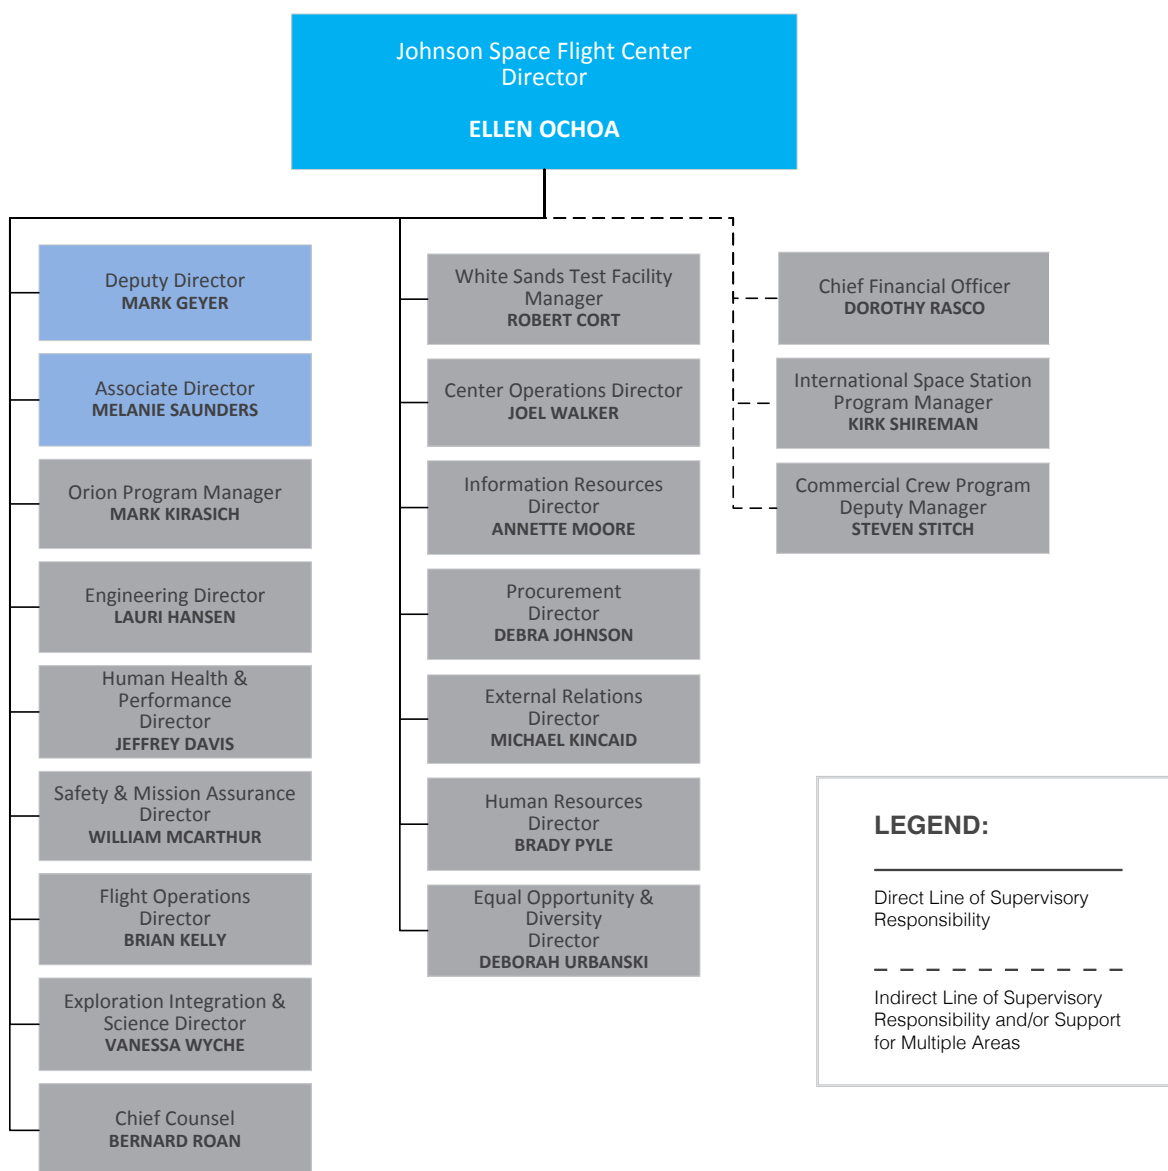 Johnson Space Flight Center
Director
ELLEN OCHOA
Deputy Director
MARK GEYER
Associate Director
MELANIE SAUNDERS
Orion Program Manager
MARK KIRASICH
Engineering Director
LAURI HANSEN
Human Health &
Performance
Director
JEFFREY DAVIS
Safety & Mission Assurance
Director
WILLIAM MCARTHUR
Flight Operations
Director
BRIAN KELLY
Exploration Integration &
Science Director
VANESSA WYCHE
Chief Counsel
BERNARD ROAN
White Sands Test Facility
Manager
ROBERT CORT
Center Operations Director
JOEL WALKER
Information Resources
Director
ANNETTE MOORE
Procurement
Director
DEBRA JOHNSON
External Relations
Director
MICHAEL KINCAID
Human Resources
Director
BRADY PYLE
Equal Opportunity &
Diversity
Director
DEBORAH URBANSKI
Chief Financial Officer
DOROTHY RASCO
International Space Station
Program Manager
KIRK SHIREMAN
Commercial Crew Program
Deputy Manager
STEVEN STITCH
LEGEND:
Direct Line of Supervisory
Responsibility
Indirect Line of Supervisory
Responsibility and/or Support
for Multiple Areas